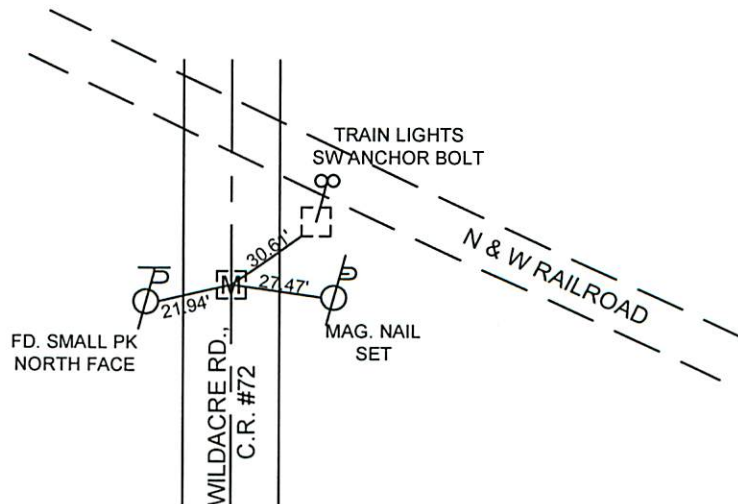 TRAIN LIGHTS
SW ANCHOR BOLT
N & W RAILROAD
30.61'
M
27.47'
21.94'
FD. SMALL PK
NORTH FACE
MAG. NAIL
SET
WILDACRE RD.,
C.R. #72